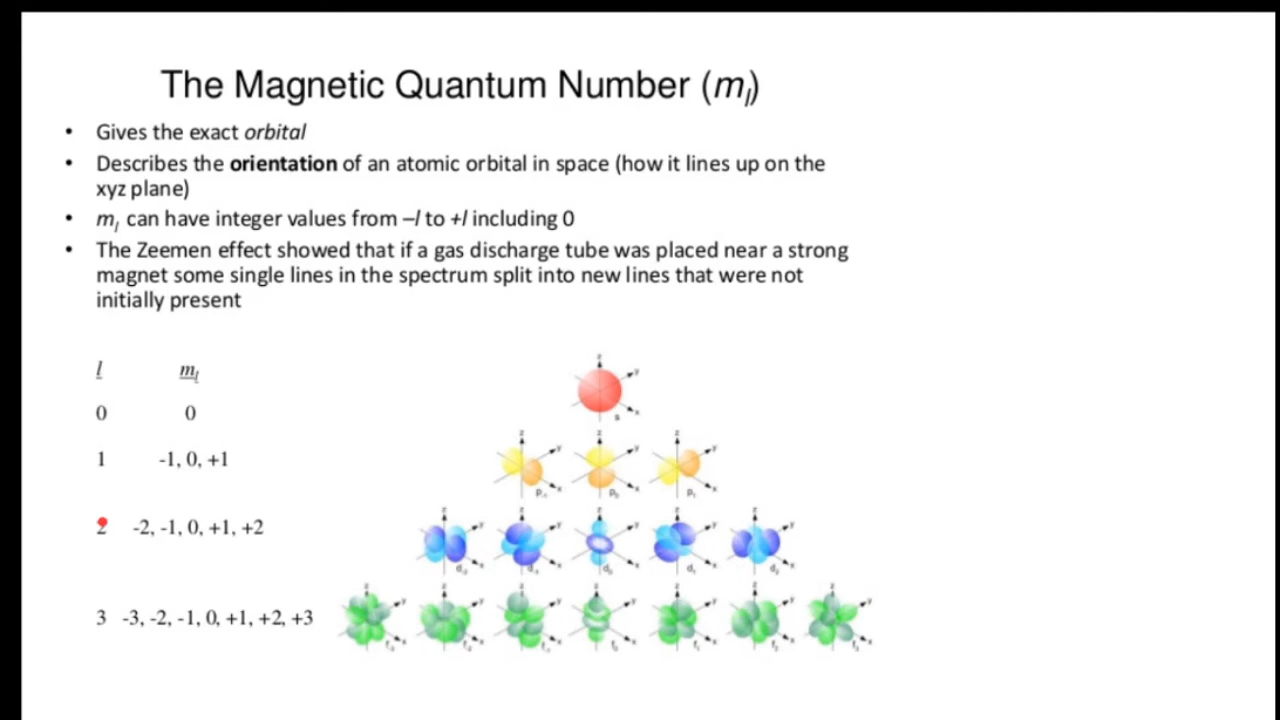 The Magnetic Quantum Number (ml)
• Gives the exact orbital
• Describes the orientation of an atomic orbital in space (how it lines up on the
xyz plane)
• ml can have integer values from –l to +l including 0
• The Zeemen effect showed that if a gas discharge tube was placed near a strong
magnet some single lines in the spectrum split into new lines that were not
initially present
l ml
0 0
1 -1, 0, +1
2 -2, -1, 0, +1, +2
3 -3, -2, -1, 0, +1, +2, +3